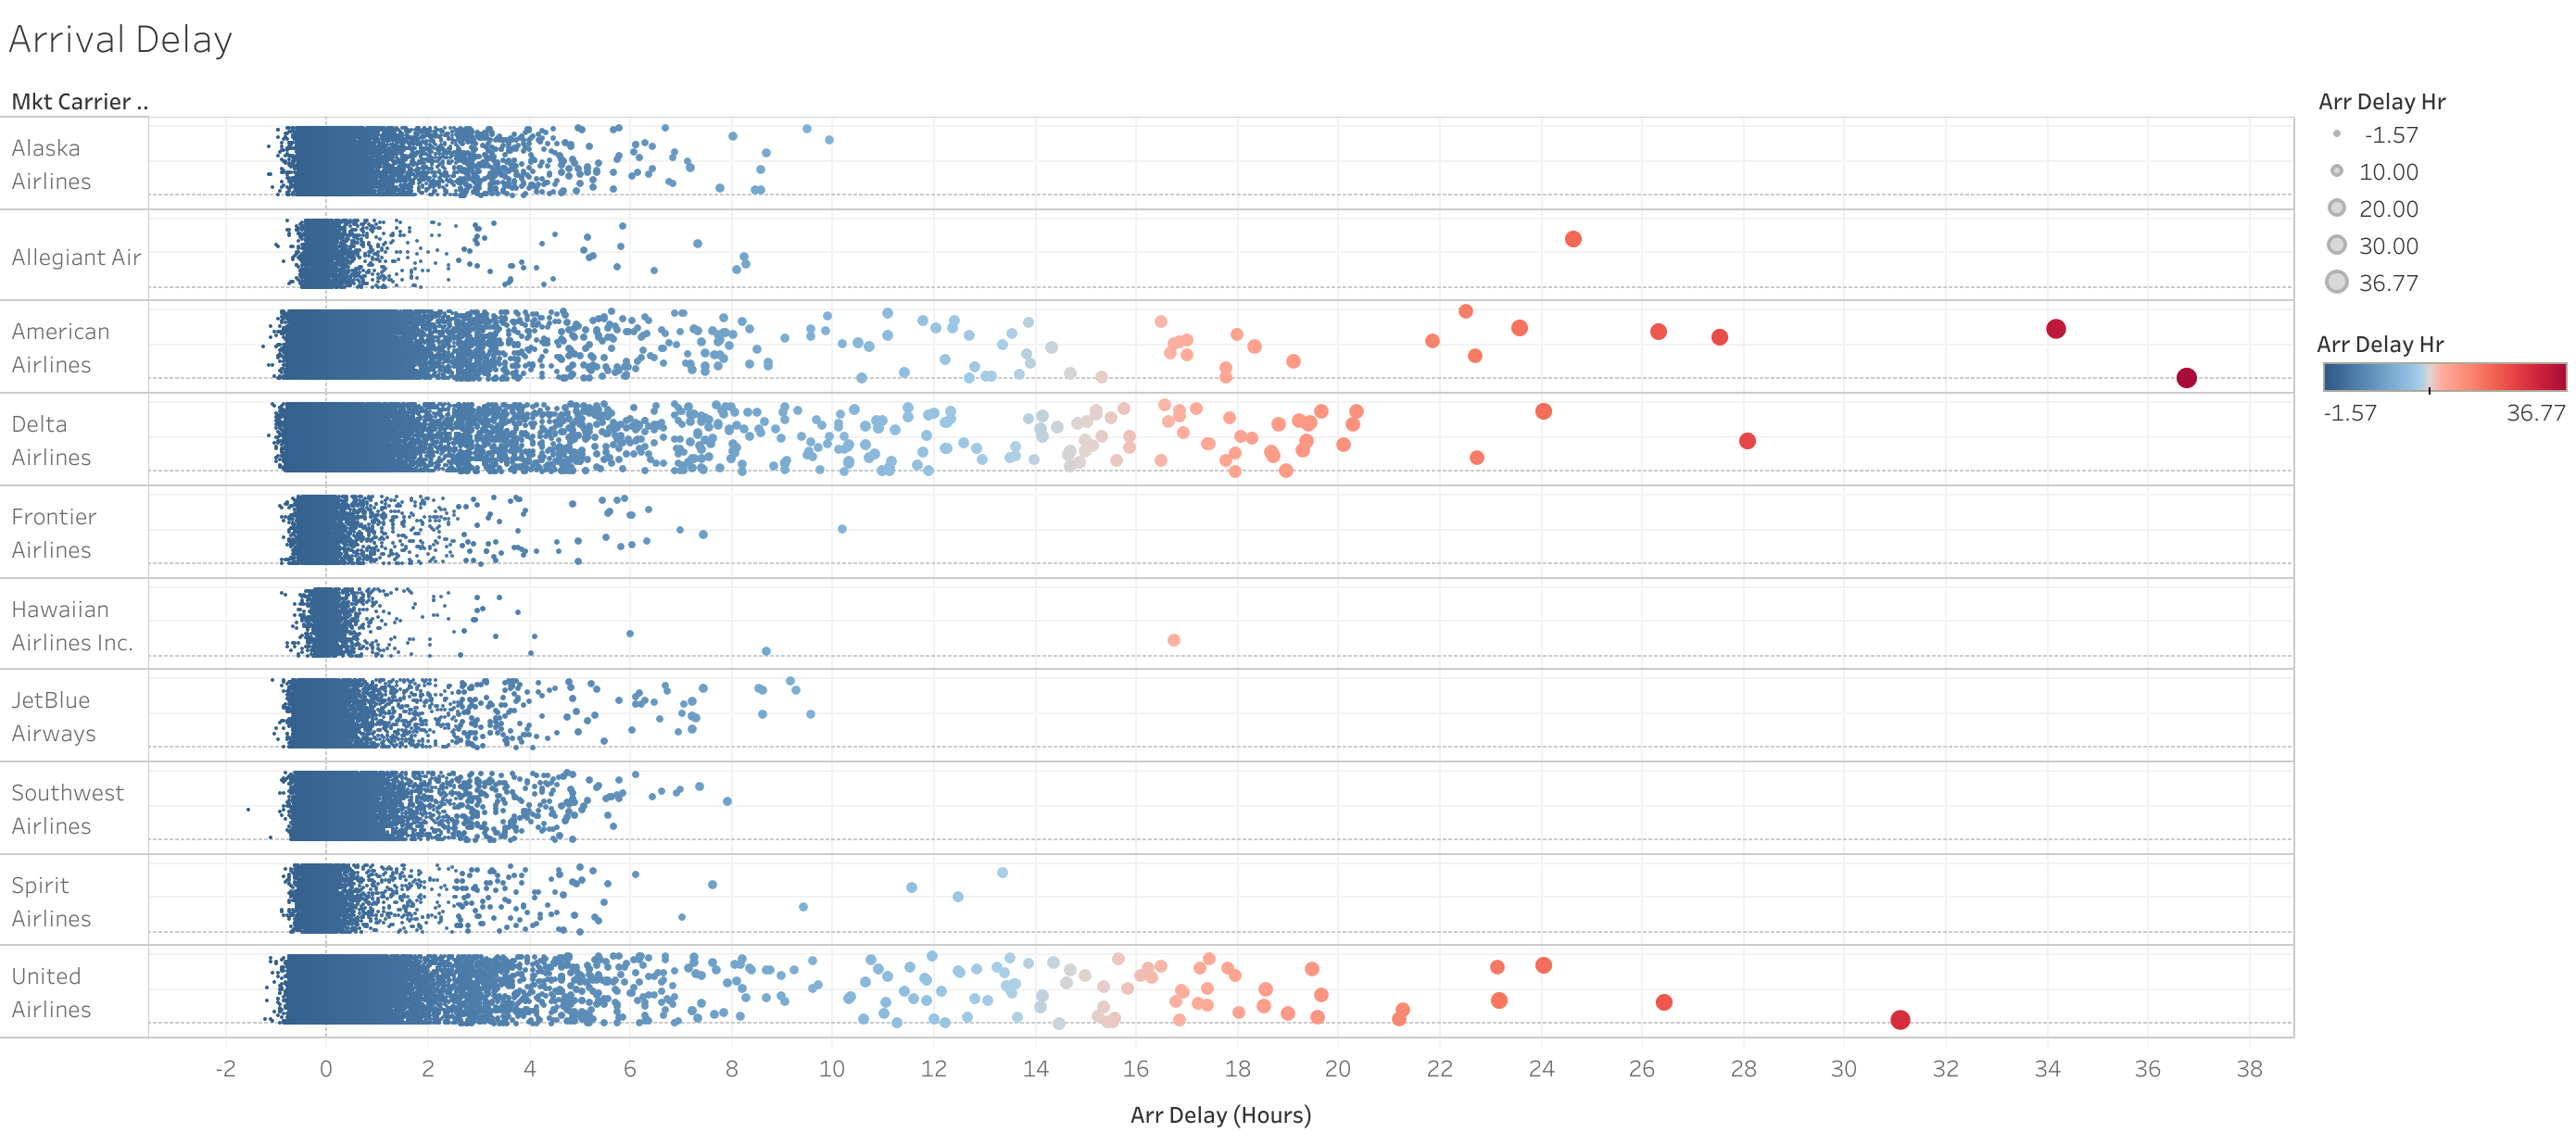 Arrival Delay
Mkt Carrier ..
Alaska
Airlines
Allegiant Air
American
Airlines
Delta
Airlines
Frontier
Airlines
Hawaiian
Airlines Inc.
JetBlue
Airways
Southwest
Airlines
Spirit
Airlines
United
Airlines
-2 0 2 4 6 8 10 12 14 16 18 20 22 24 26 28 30 32 34 36 38
Arr Delay (Hours)
Arr Delay Hr
-1.57
10.00
20.00
30.00
36.77
Arr Delay Hr
-1.57 36.77